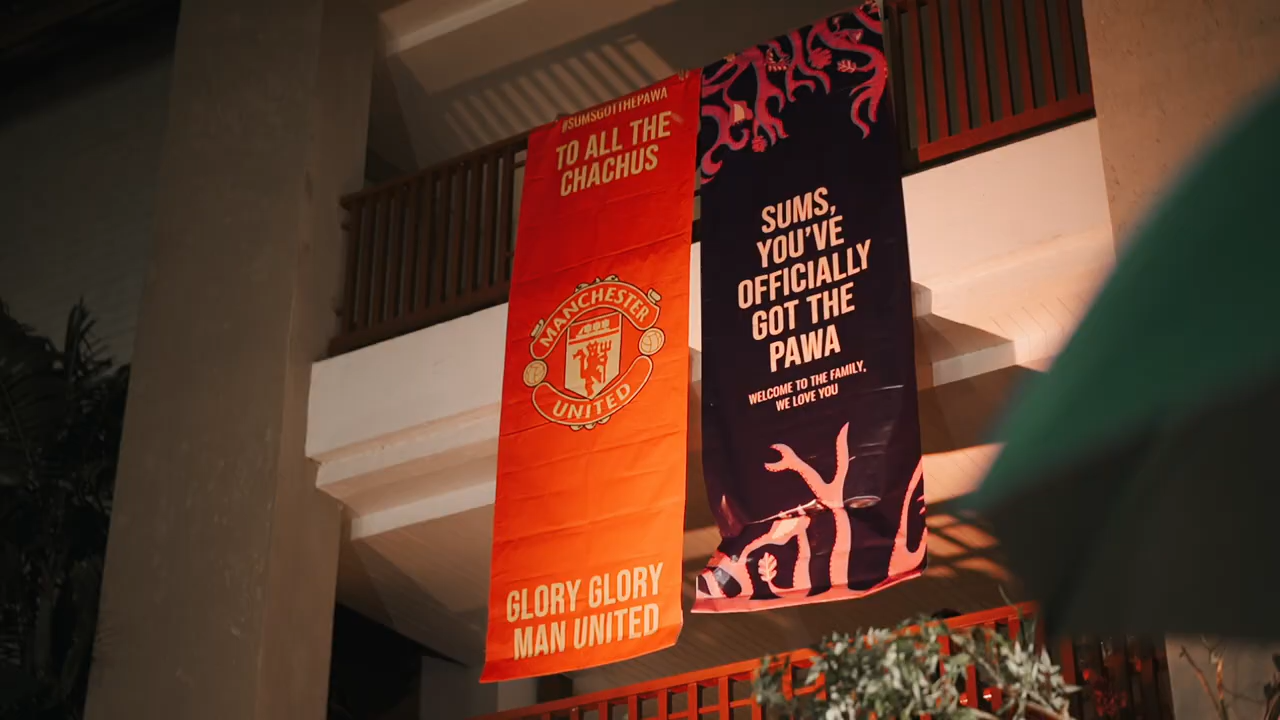 #SUMSGOTTHEPAWA
TO ALL THE
CHACHUS
MANCHESTER
UNITED
GLORY GLORY
MAN UNITED
SUMS,
YOU'VE
OFFICIALLY
GOT THE
PAWA
WELCOME TO THE FAMILY,
WE LOVE YOU